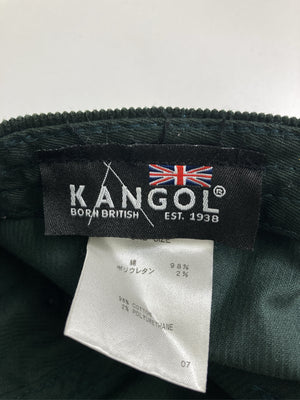 KANGOL®
BORN BRITISH EST. 1938
SIZE
綿 98%
ポリウレタン 2%
98% COTTON
2% POLYURETHANE
07